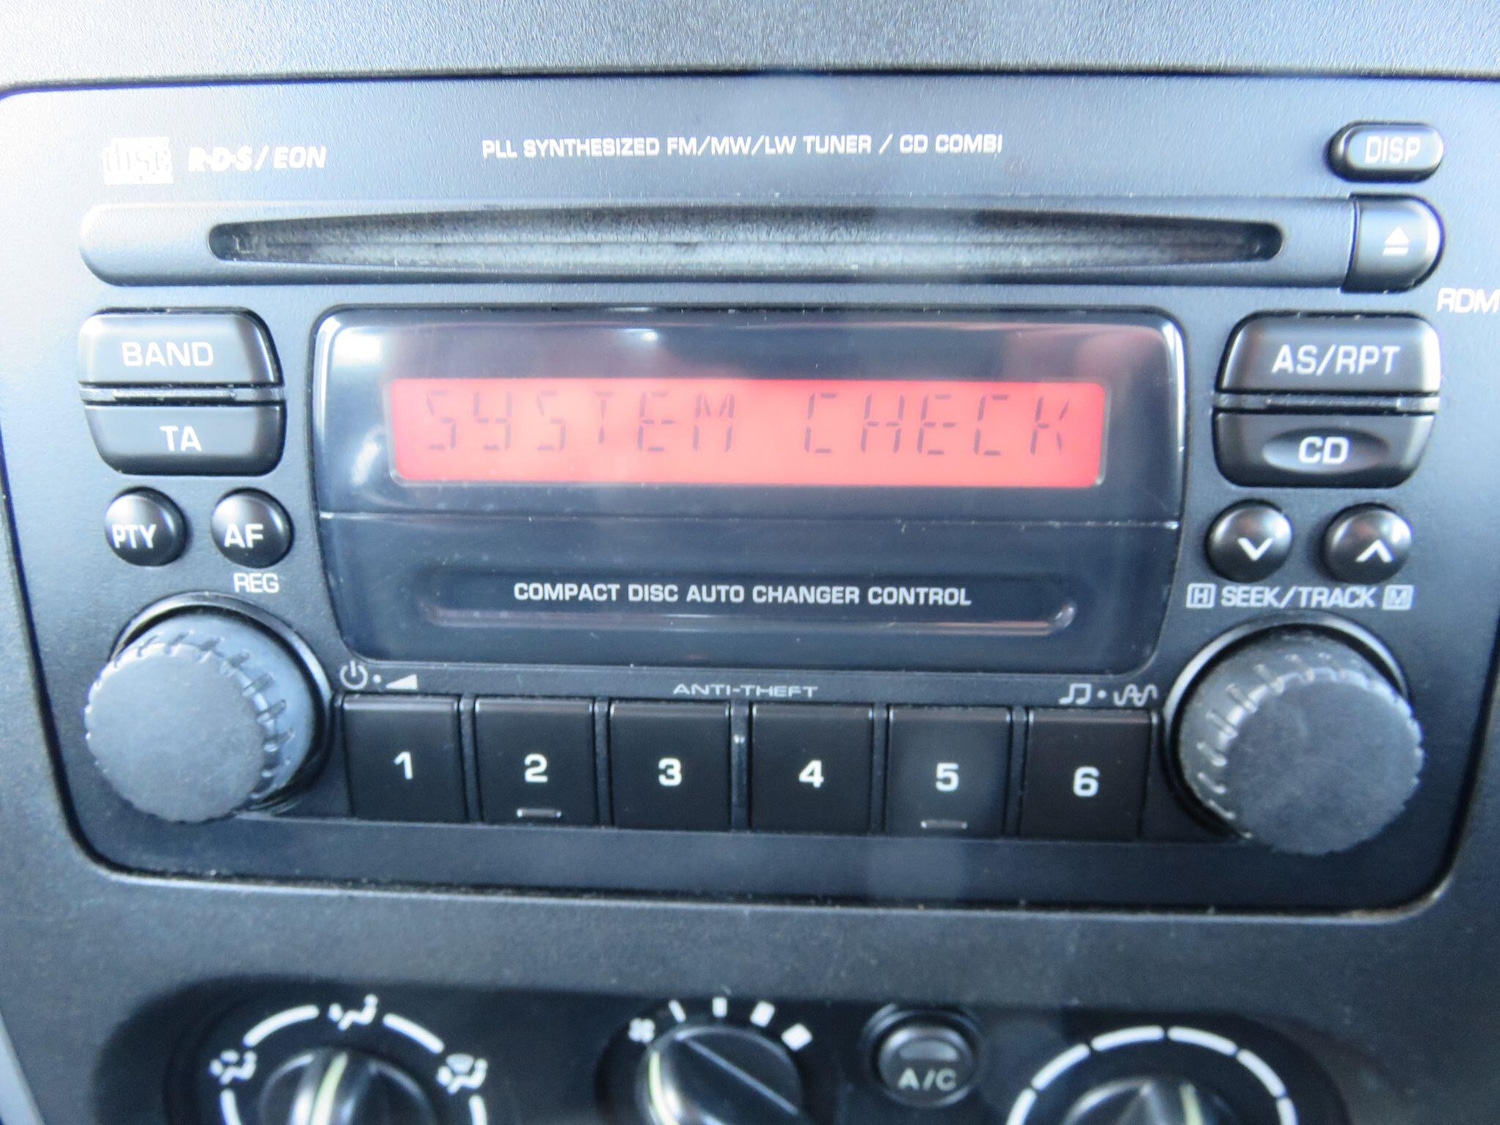 disc R·D·S/EON
PLL SYNTHESIZED FM/MW/LW TUNER / CD COMBI
DISP
RDM
BAND
AS/RPT
SYSTEM CHECK
TA
CD
PTY
AF
REG
COMPACT DISC AUTO CHANGER CONTROL
H SEEK/TRACK M
ANTI-THEFT
1 2 3 4 5 6
A/C